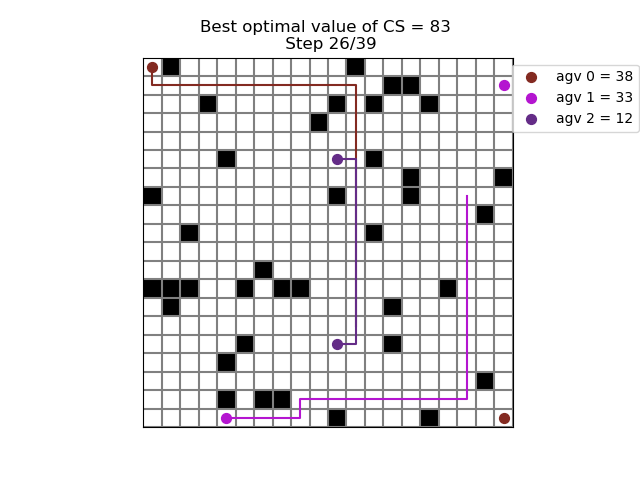 Best optimal value of CS = 83
Step 26/39
agv 0 = 38
agv 1 = 33
agv 2 = 12